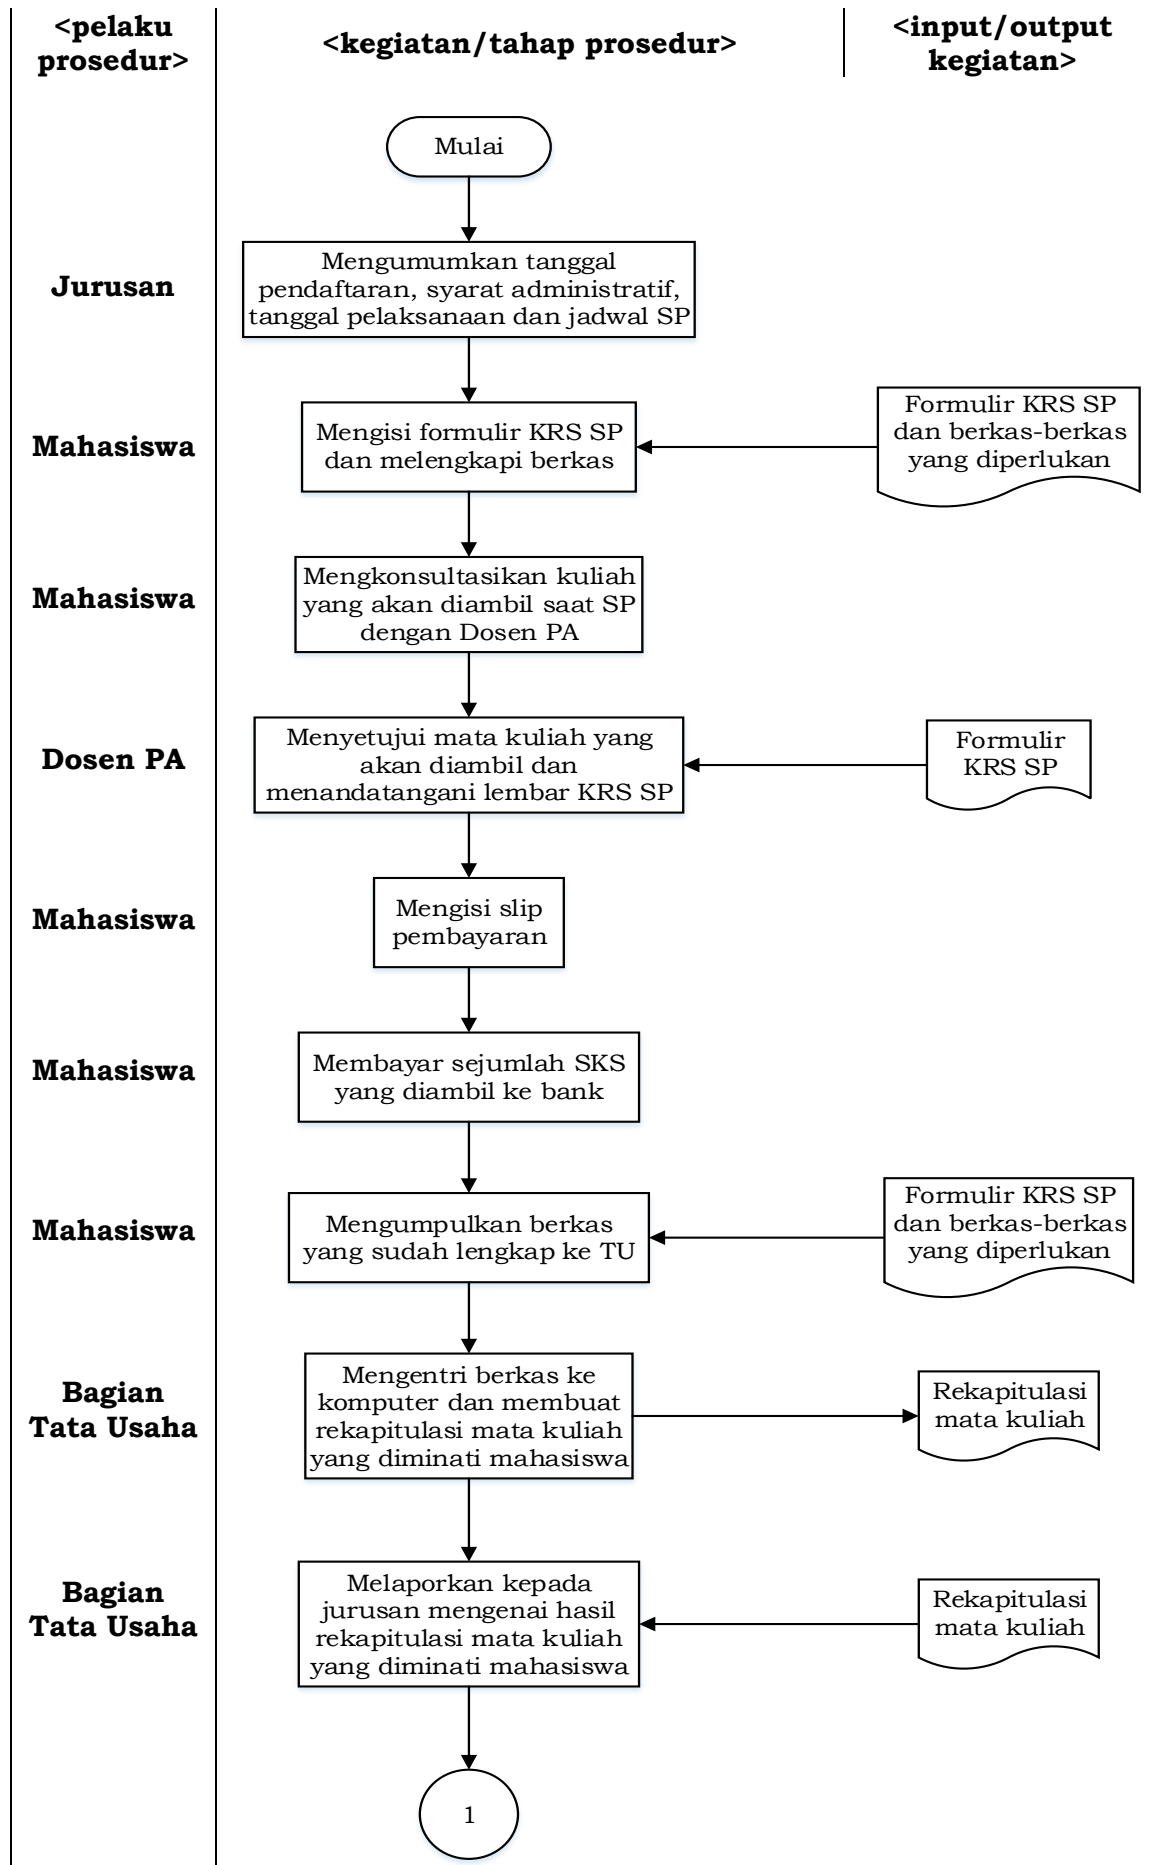 <pelaku
prosedur>
<kegiatan/tahap prosedur>
<input/output
kegiatan>
Mulai
Jurusan
Mengumumkan tanggal
pendaftaran, syarat administratif,
tanggal pelaksanaan dan jadwal SP
Mahasiswa
Mengisi formulir KRS SP
dan melengkapi berkas
Formulir KRS SP
dan berkas-berkas
yang diperlukan
Mahasiswa
Mengkonsultasikan kuliah
yang akan diambil saat SP
dengan Dosen PA
Dosen PA
Menyetujui mata kuliah yang
akan diambil dan
menandatangani lembar KRS SP
Formulir
KRS SP
Mahasiswa
Mengisi slip
pembayaran
Mahasiswa
Membayar sejumlah SKS
yang diambil ke bank
Mahasiswa
Mengumpulkan berkas
yang sudah lengkap ke TU
Formulir KRS SP
dan berkas-berkas
yang diperlukan
Bagian
Tata Usaha
Mengentri berkas ke
komputer dan membuat
rekapitulasi mata kuliah
yang diminati mahasiswa
Rekapitulasi
mata kuliah
Bagian
Tata Usaha
Melaporkan kepada
jurusan mengenai hasil
rekapitulasi mata kuliah
yang diminati mahasiswa
Rekapitulasi
mata kuliah
1